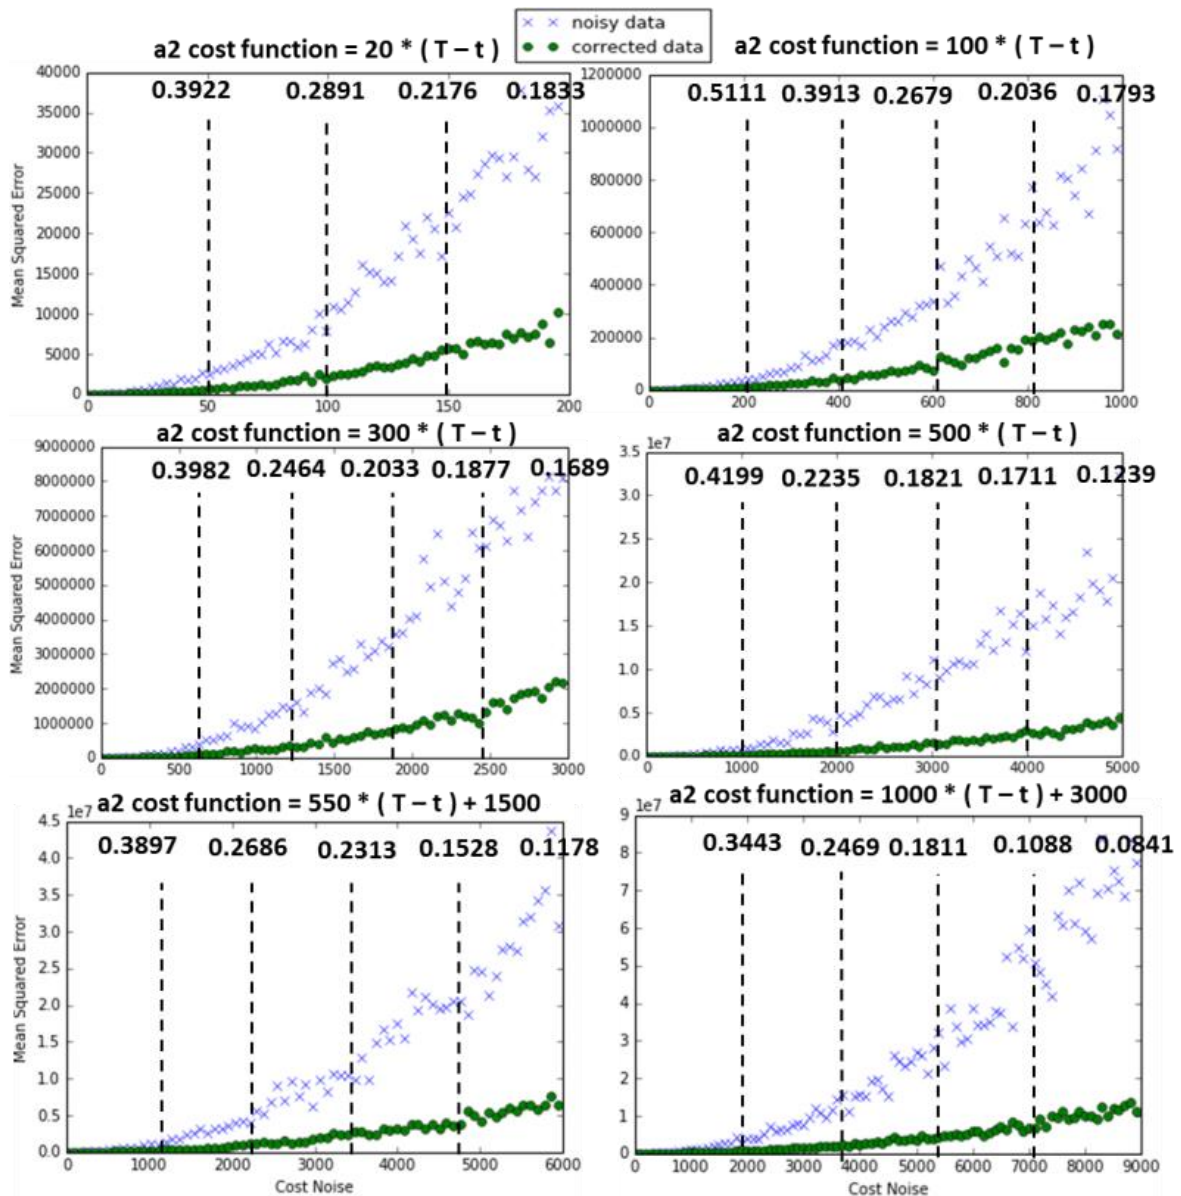 noisy data
corrected data
a2 cost function = 20 * ( T – t )
40000
35000
30000
25000
20000
15000
10000
5000
0
0.3922 0.2891 0.2176 0.1833
0 50 100 150 200
Mean Squared Error
a2 cost function = 100 * ( T – t )
1200000
1000000
800000
600000
400000
200000
0
0.5111 0.3913 0.2679 0.2036 0.1793
0 200 400 600 800 1000
a2 cost function = 300 * ( T – t )
9000000
8000000
7000000
6000000
5000000
4000000
3000000
2000000
1000000
0
0.3982 0.2464 0.2033 0.1877 0.1689
0 500 1000 1500 2000 2500 3000
Mean Squared Error
a2 cost function = 500 * ( T – t )
1e7
3.5
3.0
2.5
2.0
1.5
1.0
0.5
0.0
0.4199 0.2235 0.1821 0.1711 0.1239
0 1000 2000 3000 4000 5000
a2 cost function = 550 * ( T – t ) + 1500
1e7
4.5
4.0
3.5
3.0
2.5
2.0
1.5
1.0
0.5
0.0
0.3897 0.2686 0.2313 0.1528 0.1178
0 1000 2000 3000 4000 5000 6000
Mean Squared Error
Cost Noise
a2 cost function = 1000 * ( T – t ) + 3000
1e7
9
8
7
6
5
4
3
2
1
0
0.3443 0.2469 0.1811 0.1088 0.0841
0 1000 2000 3000 4000 5000 6000 7000 8000 9000
Cost Noise